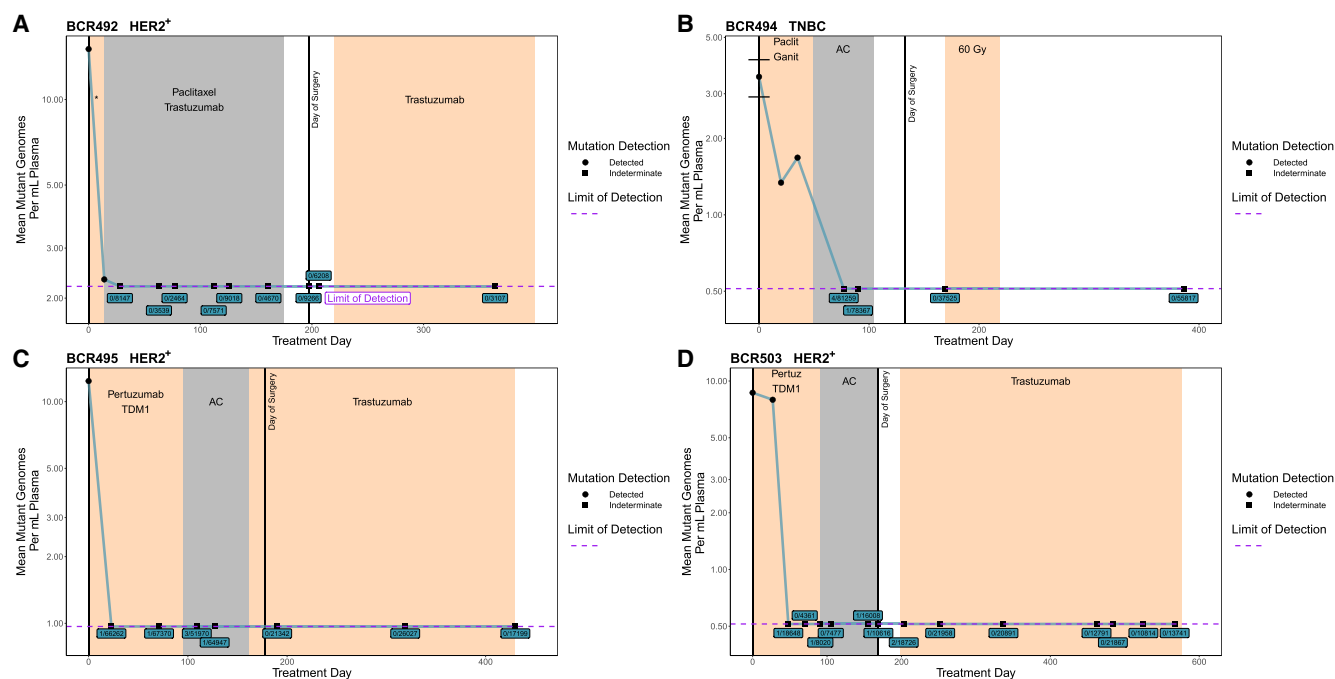 A
BCR492 HER2+
Mean Mutant Genomes
Per mL Plasma
10.00
5.00
3.00
2.00
*
Paclitaxel
Trastuzumab
Day of Surgery
Trastuzumab
0/8147
0/3539
0/2464
0/7571
0/9018
0/4670
0/9266
0/6208
Limit of Detection
0/3107
0
100
200
300
Treatment Day
Mutation Detection
Detected
Indeterminate
Limit of Detection
B
BCR494 TNBC
Mean Mutant Genomes
Per mL Plasma
5.00
3.00
2.00
1.00
0.50
Paclit
Ganit
AC
Day of Surgery
60 Gy
4/81259
1/78367
0/37525
0/55817
0
100
400
Treatment Day
Mutation Detection
Detected
Indeterminate
Limit of Detection
C
BCR495 HER2+
Mean Mutant Genomes
Per mL Plasma
10.00
5.00
3.00
2.00
1.00
Pertuzumab
TDM1
AC
Day of Surgery
Trastuzumab
1/66262
1/67370
3/51970
1/64947
0/21342
0/26027
0/17199
0
100
200
400
Treatment Day
Mutation Detection
Detected
Indeterminate
Limit of Detection
D
BCR503 HER2+
Mean Mutant Genomes
Per mL Plasma
10.00
5.00
3.00
2.00
1.00
0.50
Pertuz
TDM1
AC
Day of Surgery
Trastuzumab
1/18648
0/4361
1/8020
0/7477
1/16008
1/10616
2/18726
0/21958
0/20891
0/12791
0/21867
0/10814
0/13741
0
100
200
400
600
Treatment Day
Mutation Detection
Detected
Indeterminate
Limit of Detection